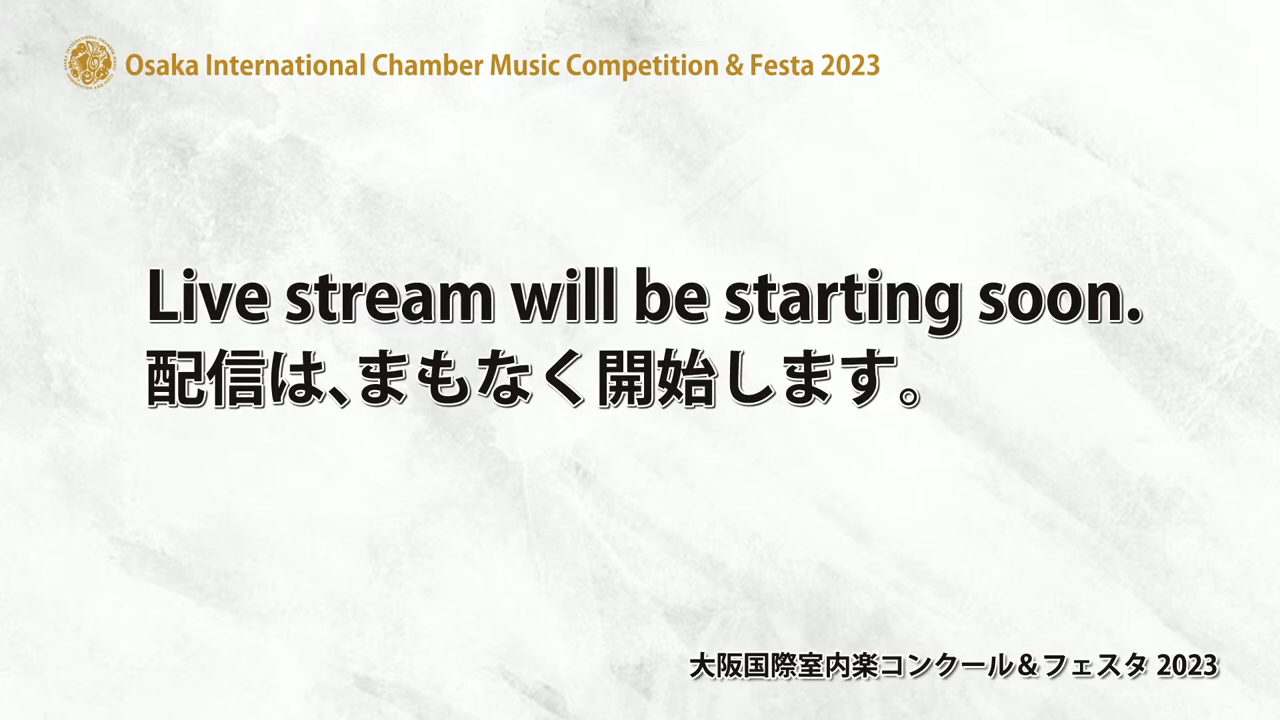 Osaka International Chamber Music Competition & Festa 2023
Live stream will be starting soon.
配信は、まもなく開始します。
大阪国際室内楽コンクール＆フェスタ 2023